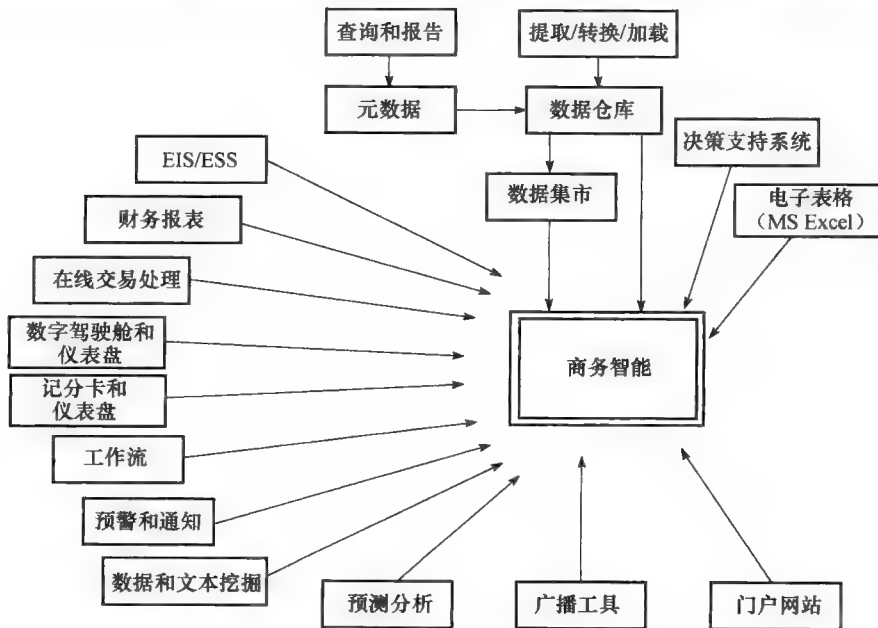 查询和报告
提取/转换/加载
元数据
数据仓库
决策支持系统
EIS/ESS
数据集市
电子表格
（MS Excel）
财务报表
在线交易处理
数字驾驶舱和
仪表盘
商务智能
记分卡和
仪表盘
工作流
预警和通知
数据和文本挖掘
预测分析
广播工具
门户网站